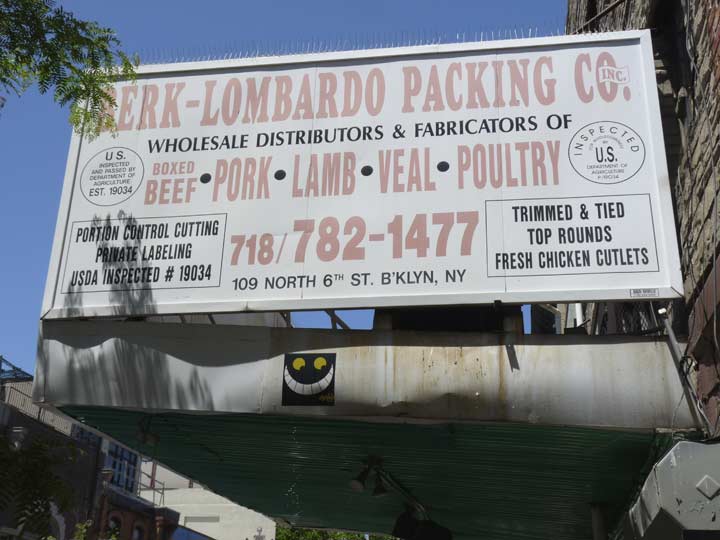 ERK-LOMBARDO PACKING CO. INC.
WHOLESALE DISTRIBUTORS & FABRICATORS OF
U.S.
INSPECTED
AND PASSED BY
DEPARTMENT OF
AGRICULTURE
EST. 19034
BOXED
BEEF • PORK • LAMB • VEAL • POULTRY
INSPECTED
U.S.
DEPARTMENT OF
AGRICULTURE
P-19034
PORTION CONTROL CUTTING
PRIVATE LABELING
USDA INSPECTED # 19034
718/782-1477
109 NORTH 6TH ST. B'KLYN, NY
TRIMMED & TIED
TOP ROUNDS
FRESH CHICKEN CUTLETS